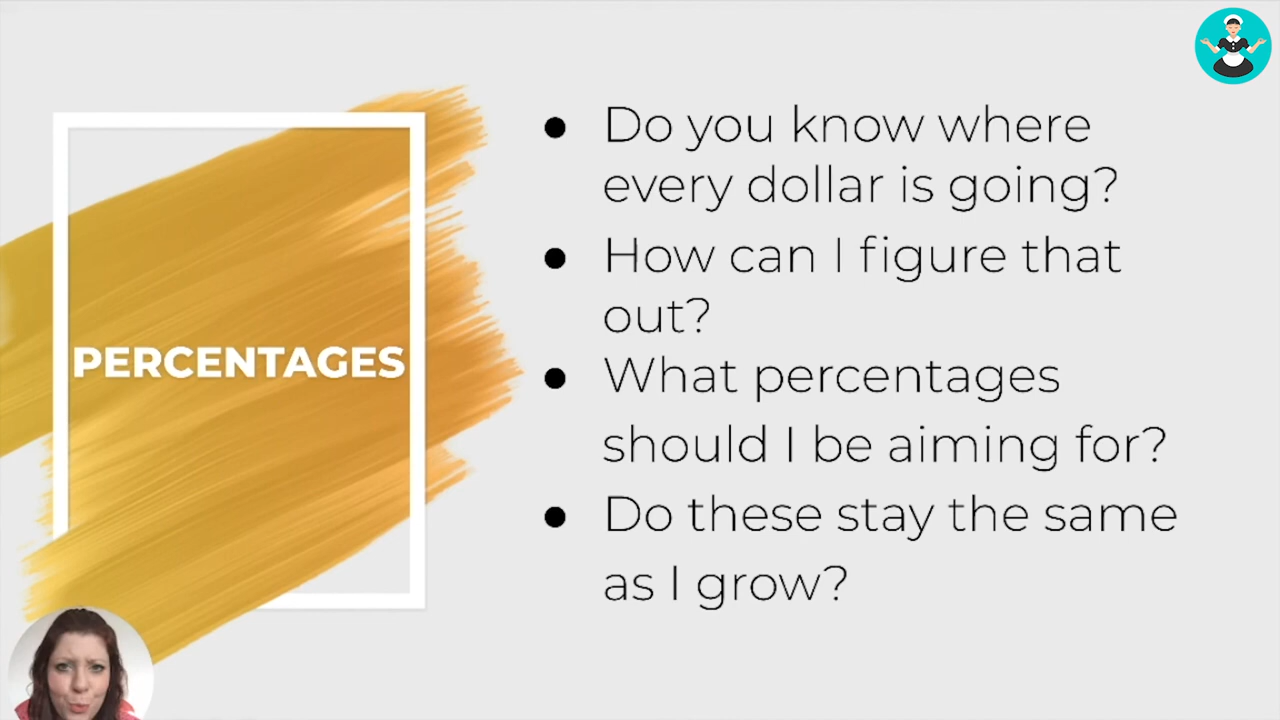 PERCENTAGES
● Do you know where
every dollar is going?
● How can I figure that
out?
● What percentages
should I be aiming for?
● Do these stay the same
as I grow?